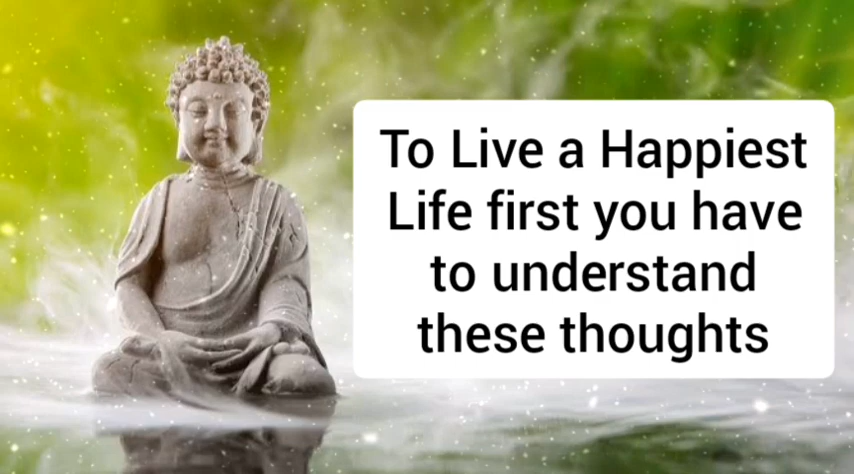 To Live a Happiest
Life first you have
to understand
these thoughts